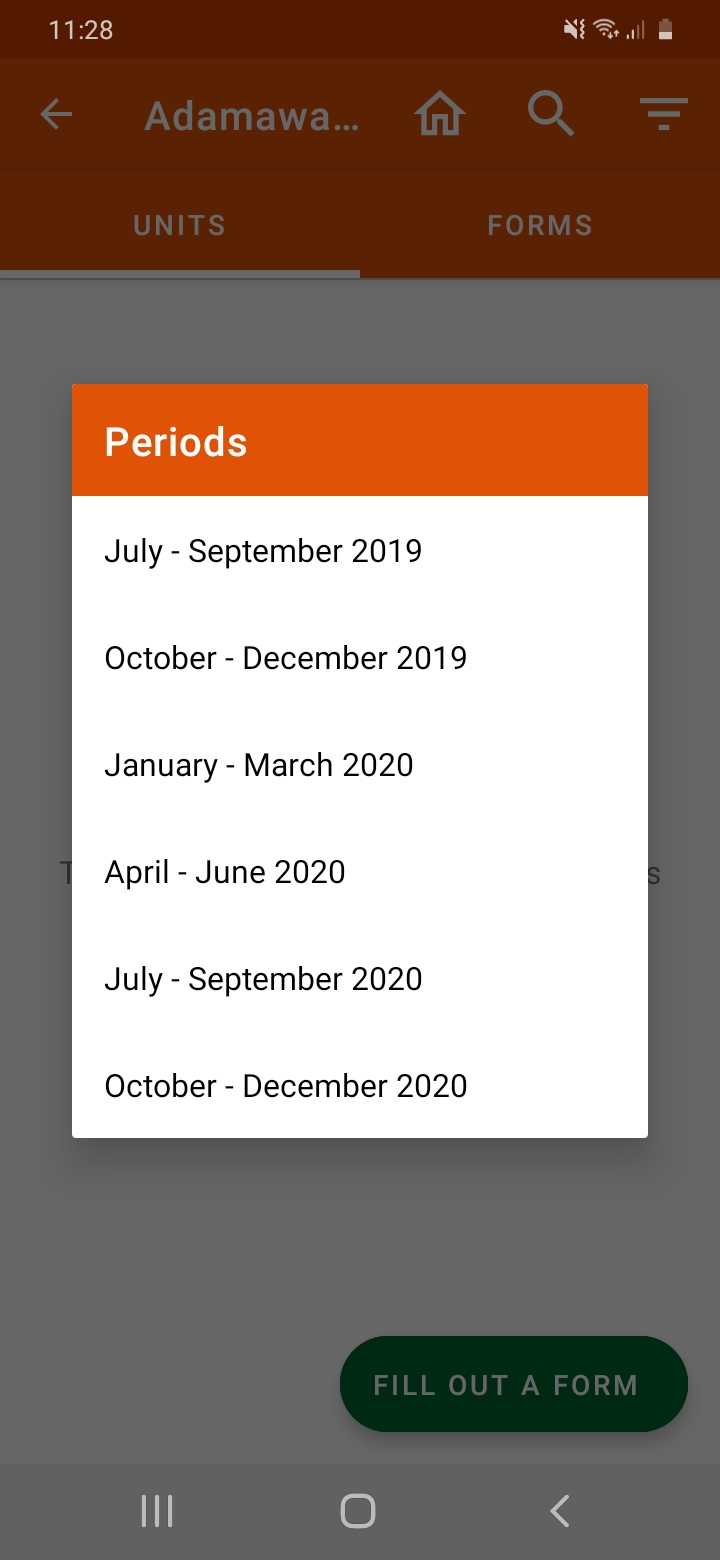 11:28
Adamawa...
UNITS
FORMS
Periods
July - September 2019
October - December 2019
January - March 2020
April - June 2020
July - September 2020
October - December 2020
FILL OUT A FORM